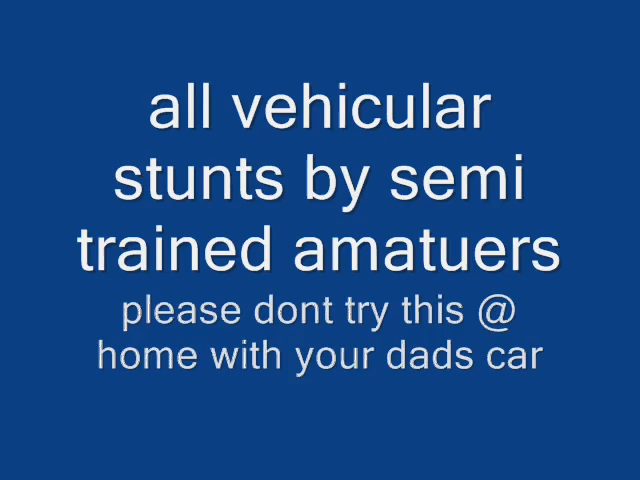 all vehicular
stunts by semi
trained amatuers
please dont try this @
home with your dads car